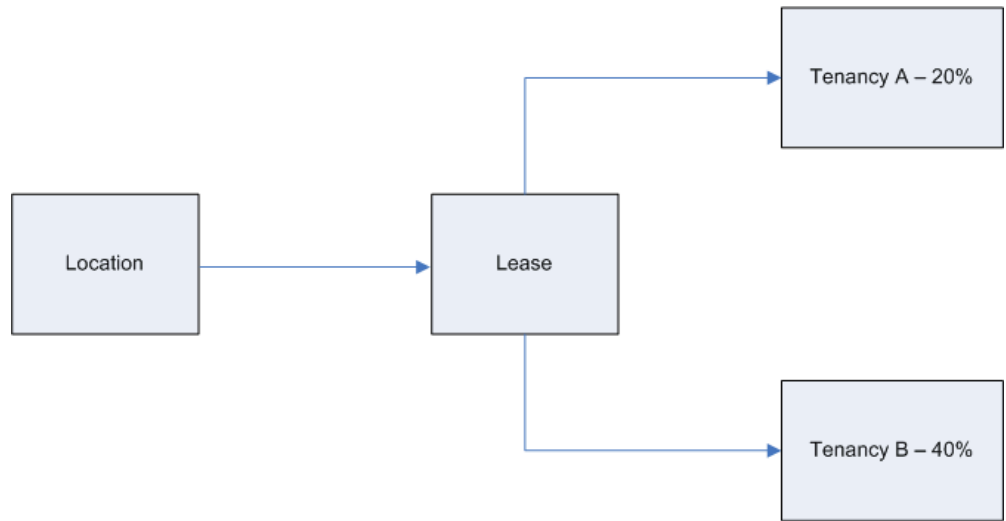 Tenancy A – 20%
Location
Lease
Tenancy B – 40%